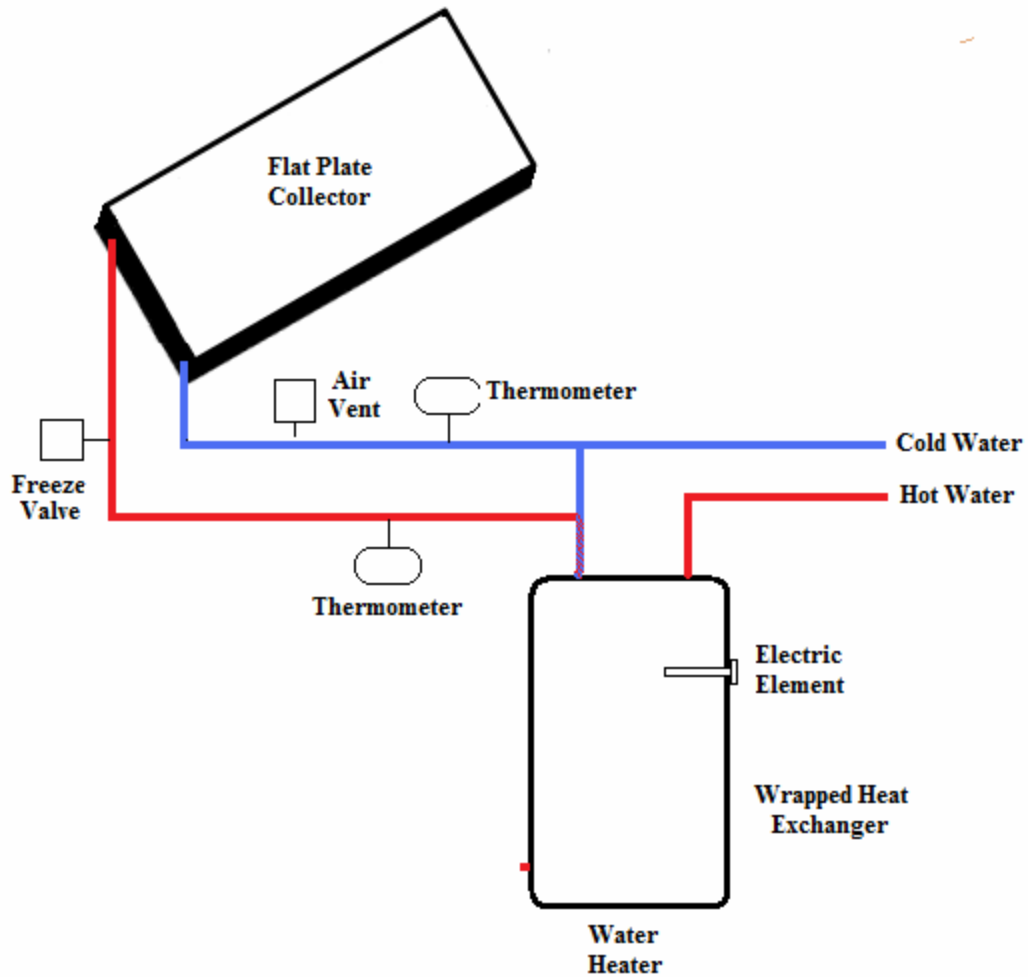 Flat Plate
Collector
Air
Vent
Thermometer
Cold Water
Hot Water
Freeze
Valve
Thermometer
Electric
Element
Wrapped Heat
Exchanger
Water
Heater